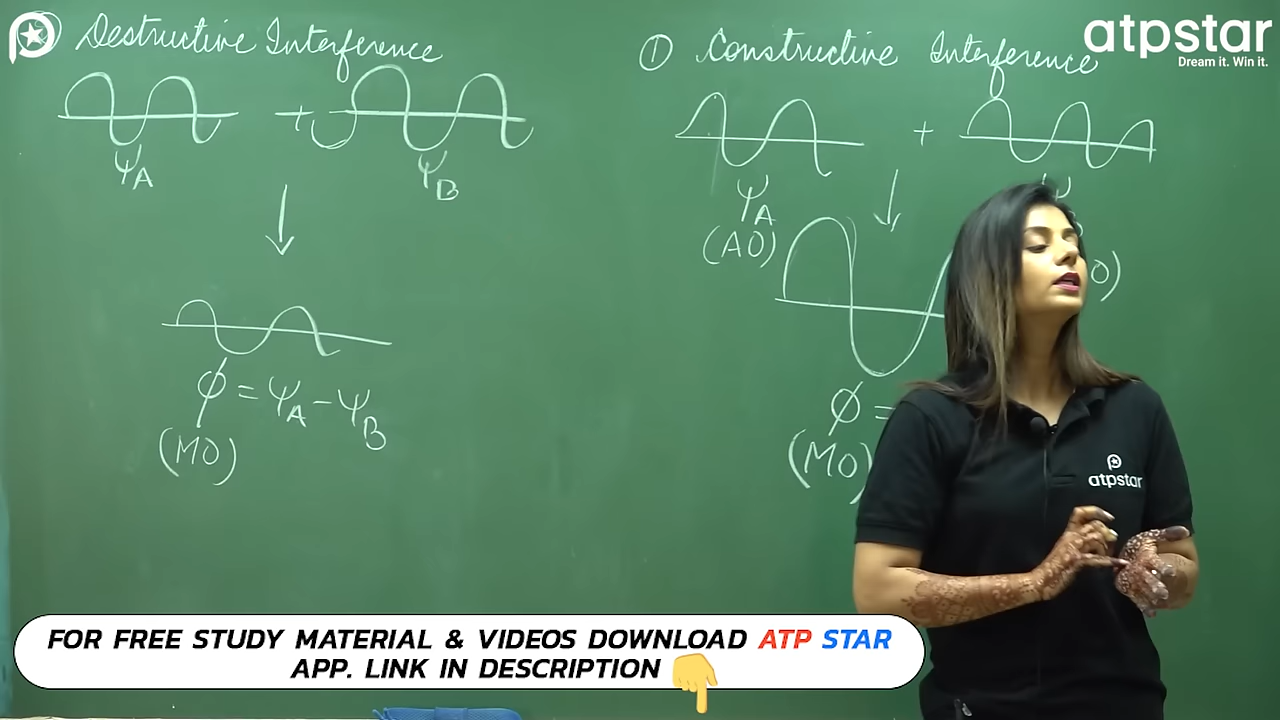 Destructive Interference
+
ψA
ψB
ϕ = ψA - ψB
(MO)
① Constructive Interference
+
ψA
(AO)
ψ
O)
ϕ =
(MO)
atpstar
Dream it. Win it.
atpstar
FOR FREE STUDY MATERIAL & VIDEOS DOWNLOAD ATP STAR
APP. LINK IN DESCRIPTION